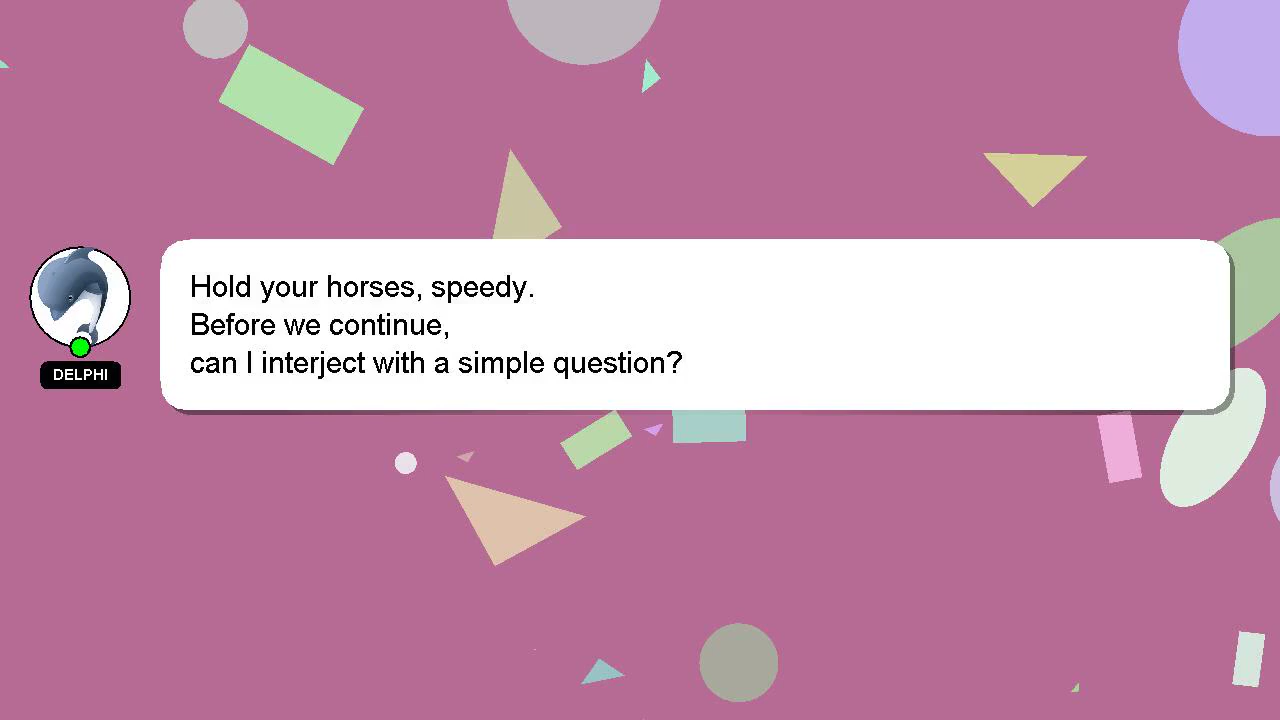 Hold your horses, speedy.
Before we continue,
can I interject with a simple question?
DELPHI